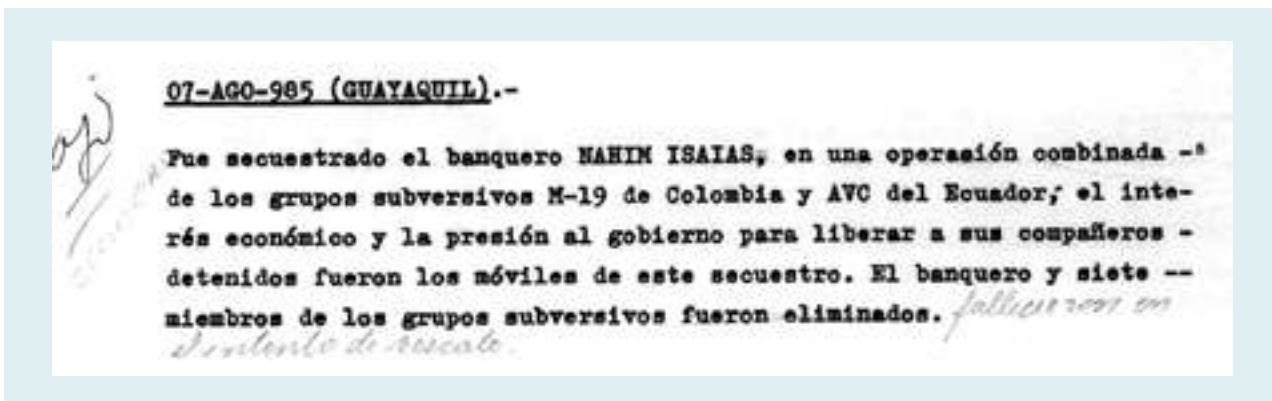 07-AGO-985 (GUAYAQUIL).-
Fue secuestrado el banquero NAHIM ISAIAS, en una operasión combinada -
de los grupos subversivos M-19 de Colombia y AVC del Ecuador; el inte-
rés económico y la presión al gobierno para liberar a sus compañeros -
detenidos fueron los móviles de este secuestro. El banquero y siete --
miembros de los grupos subversivos fueron eliminados. fallecieron en
el intento de rescate.